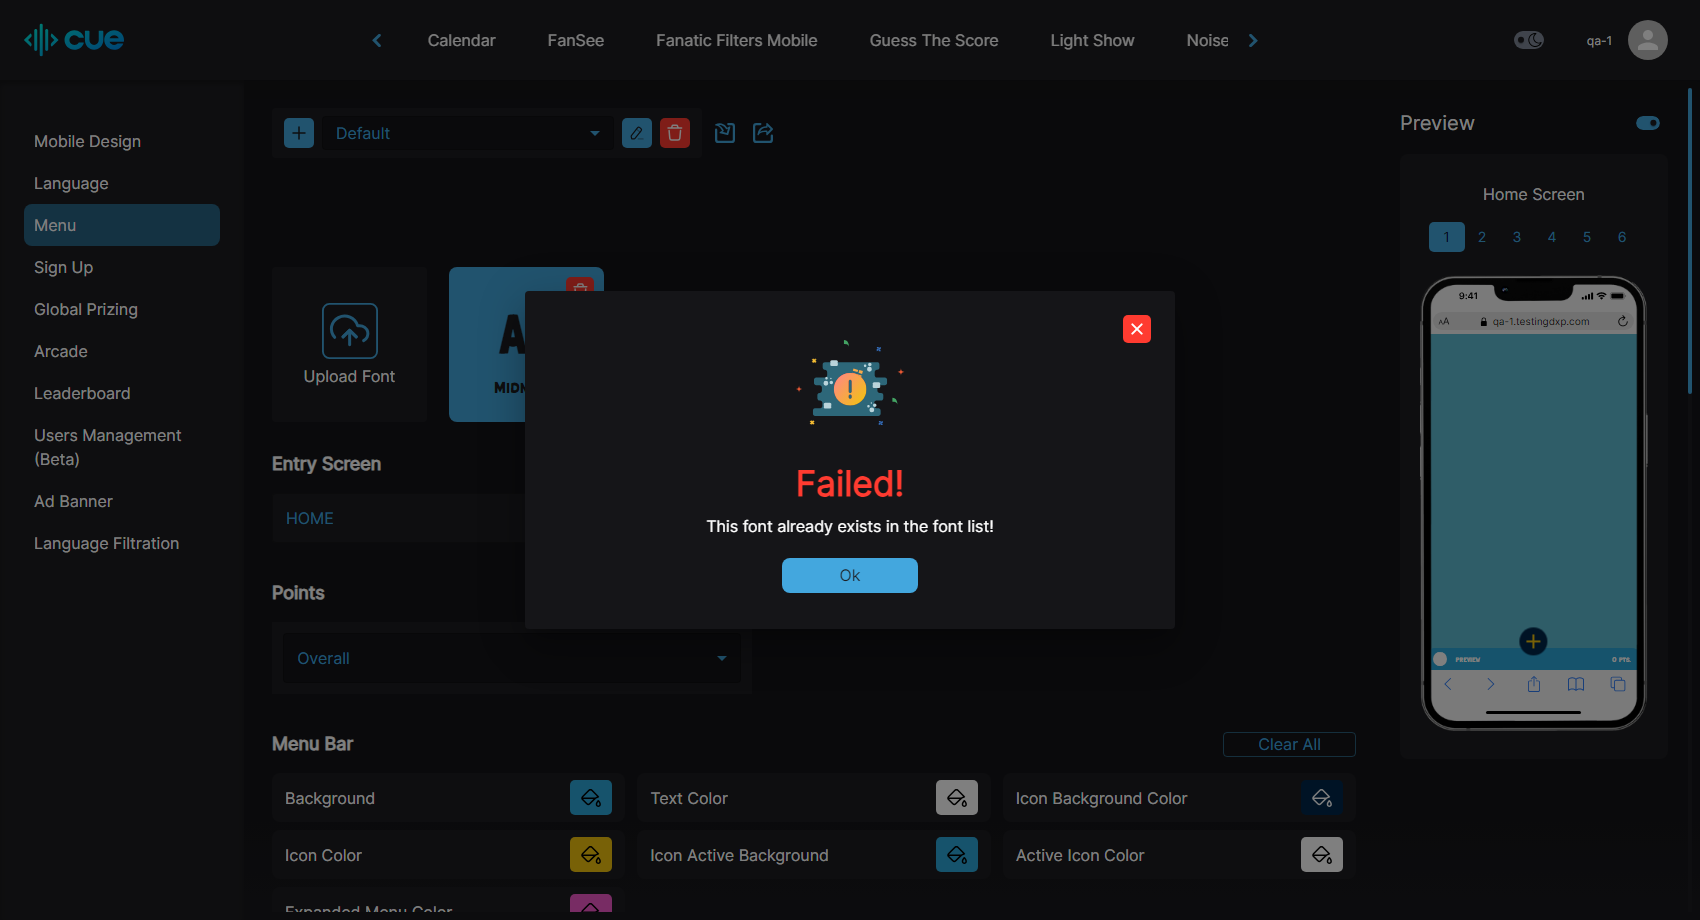 cue
Calendar
FanSee
Fanatic Filters Mobile
Guess The Score
Light Show
Noise
qa-1
Mobile Design
Language
Menu
Sign Up
Global Prizing
Arcade
Leaderboard
Users Management
(Beta)
Ad Banner
Language Filtration
Default
Upload Font
A
MIDN
Entry Screen
HOME
Points
Overall
Failed!
This font already exists in the font list!
Ok
Menu Bar
Clear All
Background
Text Color
Icon Background Color
Icon Color
Icon Active Background
Active Icon Color
Expanded Menu Color
Preview
Home Screen
1 2 3 4 5 6
9:41
AA qa-1.testingdxp.com
PREVIEW 0 PTS.